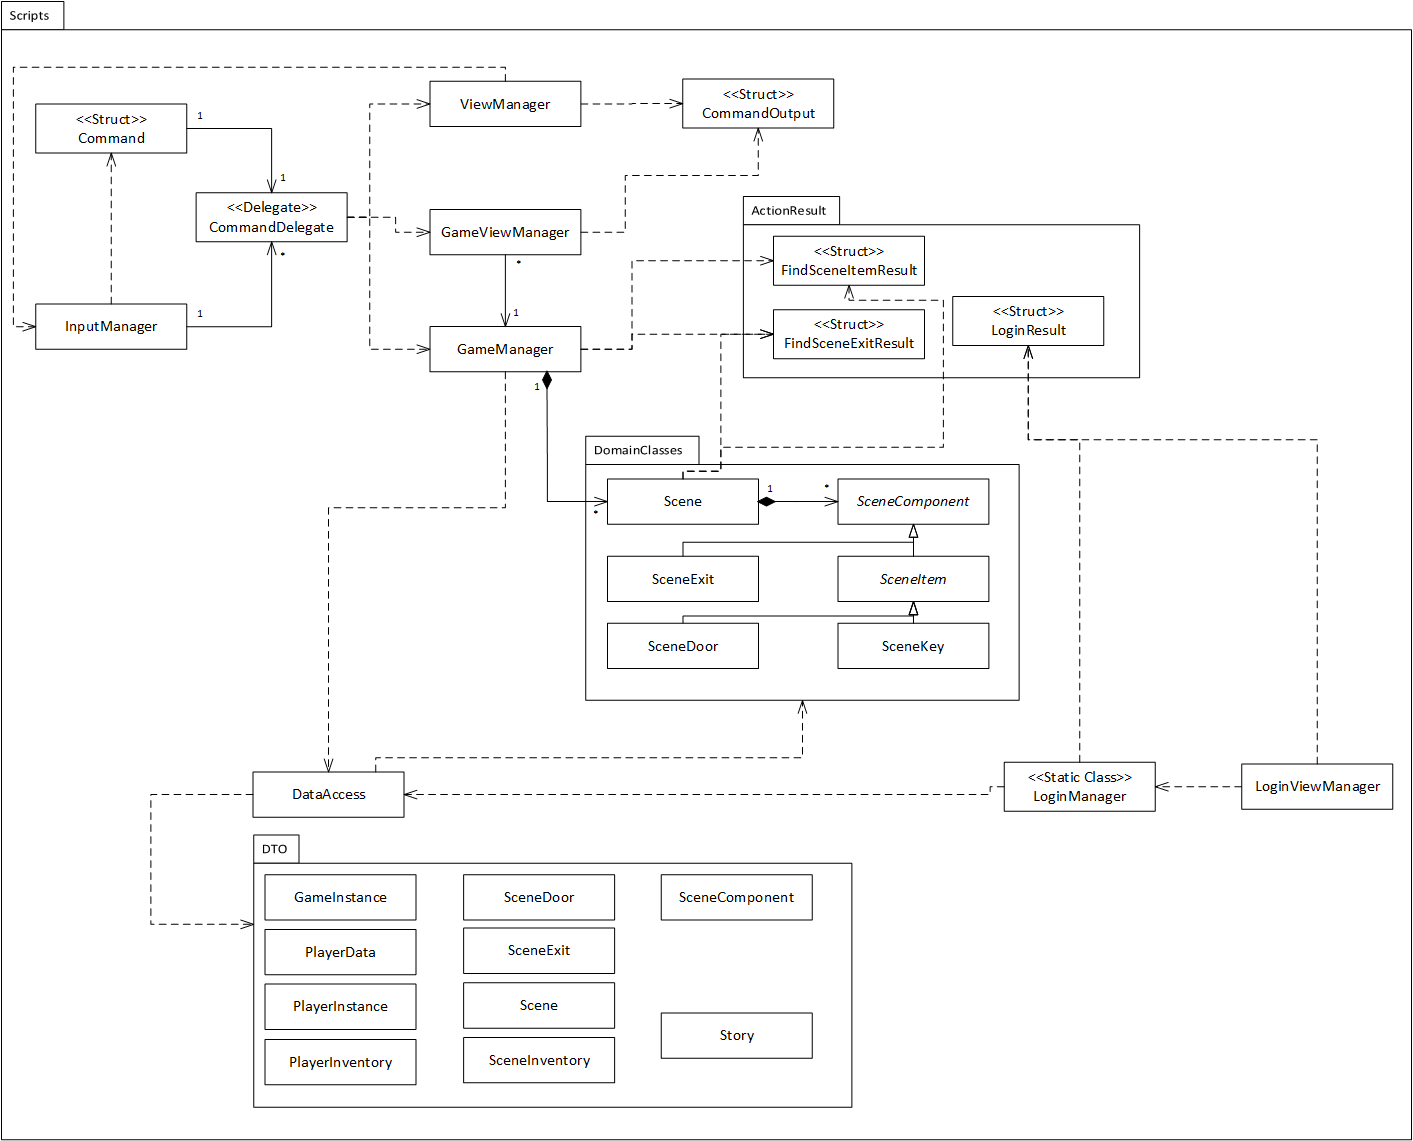 Scripts
ViewManager
<<Struct>>
CommandOutput
<<Struct>>
Command
1
1
<<Delegate>>
CommandDelegate
*
1
InputManager
GameViewManager
*
1
GameManager
1
ActionResult
<<Struct>>
FindSceneItemResult
<<Struct>>
FindSceneExitResult
<<Struct>>
LoginResult
DomainClasses
Scene
*
1
*
SceneComponent
SceneExit
SceneItem
SceneDoor
SceneKey
DataAccess
<<Static Class>>
LoginManager
LoginViewManager
DTO
GameInstance
SceneDoor
SceneComponent
PlayerData
SceneExit
PlayerInstance
Scene
Story
PlayerInventory
SceneInventory